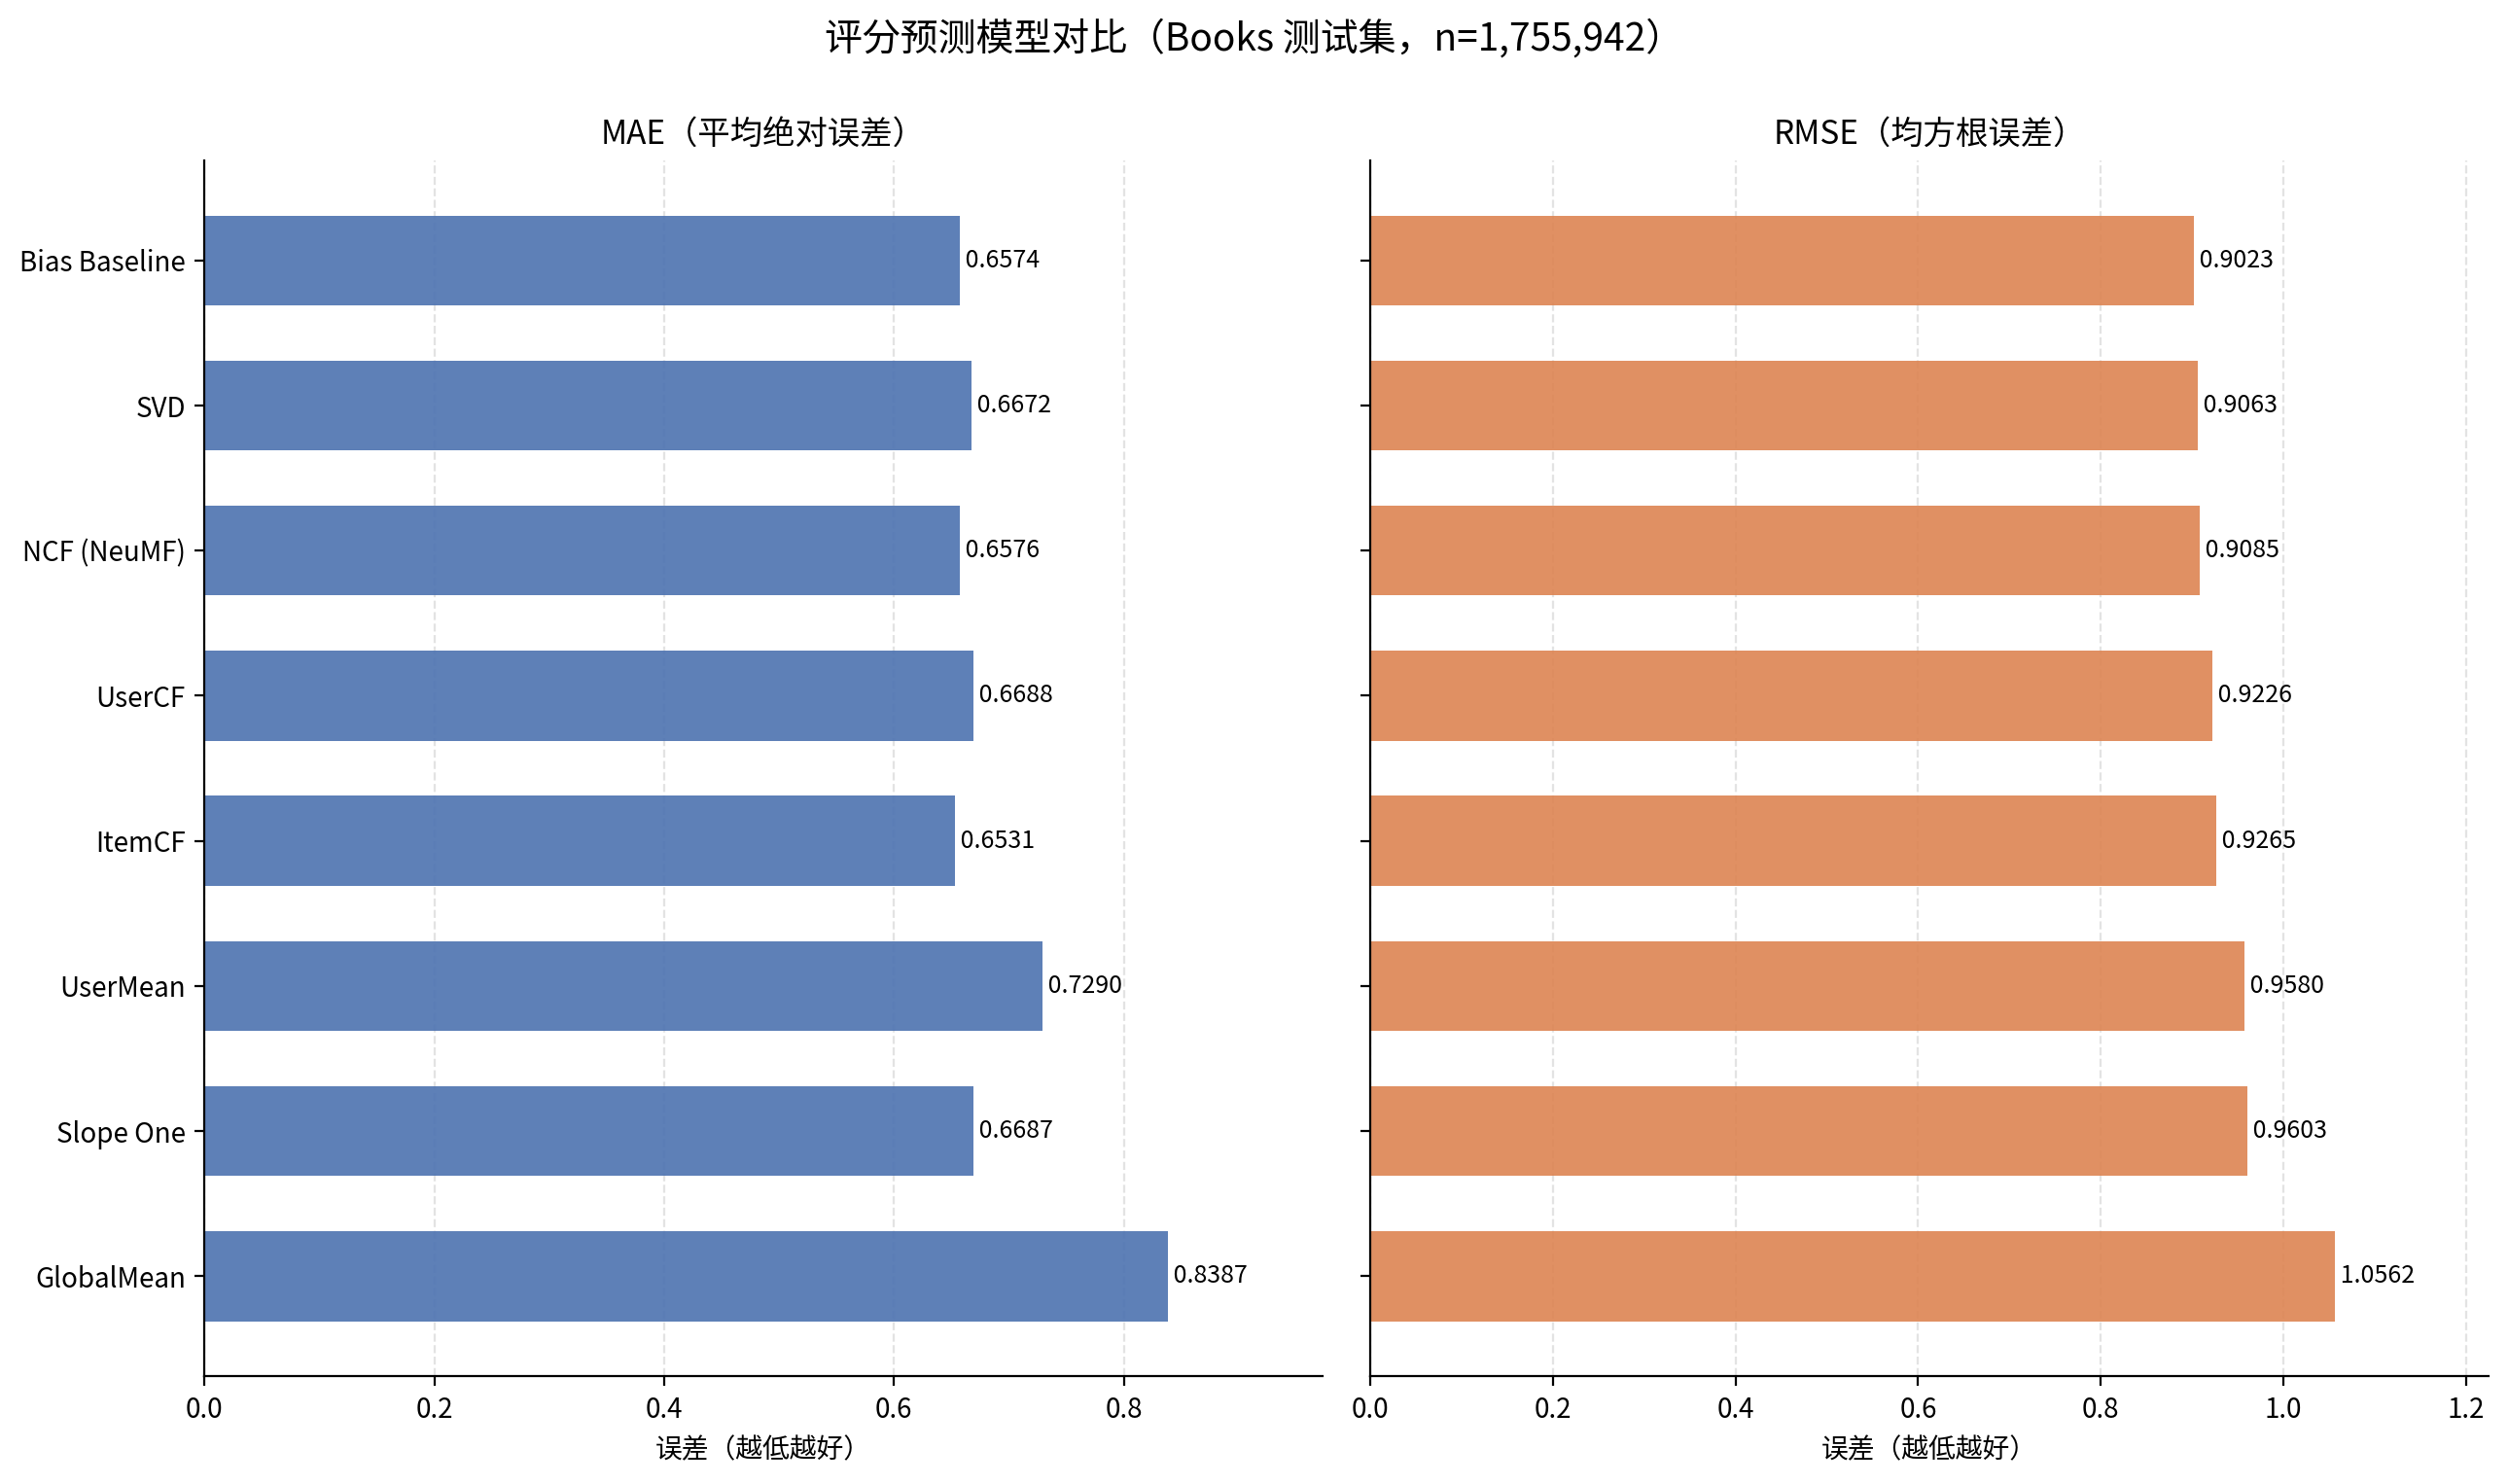 评分预测模型对比（Books 测试集，n=1,755,942）
MAE（平均绝对误差）
Bias Baseline 0.6574
SVD 0.6672
NCF (NeuMF) 0.6576
UserCF 0.6688
ItemCF 0.6531
UserMean 0.7290
Slope One 0.6687
GlobalMean 0.8387
0.0 0.2 0.4 0.6 0.8
误差（越低越好）
RMSE（均方根误差）
0.9023
0.9063
0.9085
0.9226
0.9265
0.9580
0.9603
1.0562
0.0 0.2 0.4 0.6 0.8 1.0 1.2
误差（越低越好）